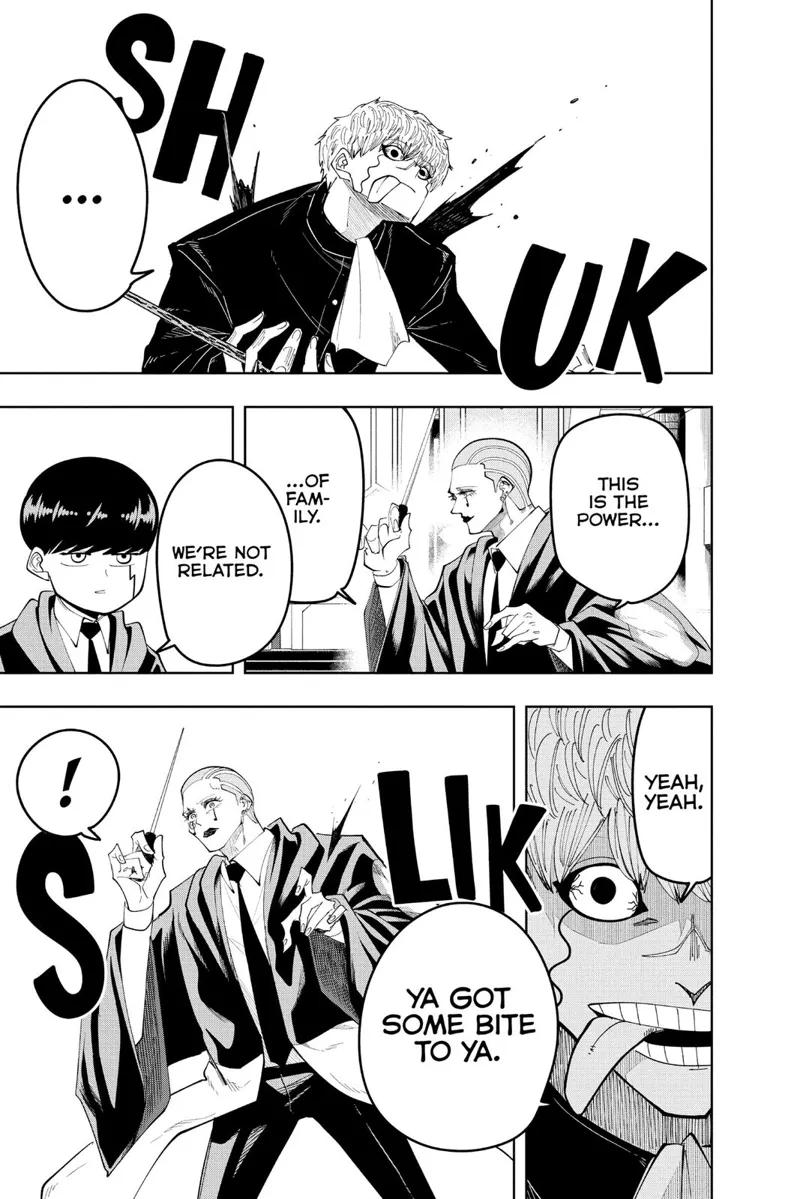 SH
UK
...
THIS
IS THE
POWER...
...OF
FAM-
ILY.
WE'RE NOT
RELATED.
YEAH,
YEAH.
YA GOT
SOME BITE
TO YA.
SLIK
!